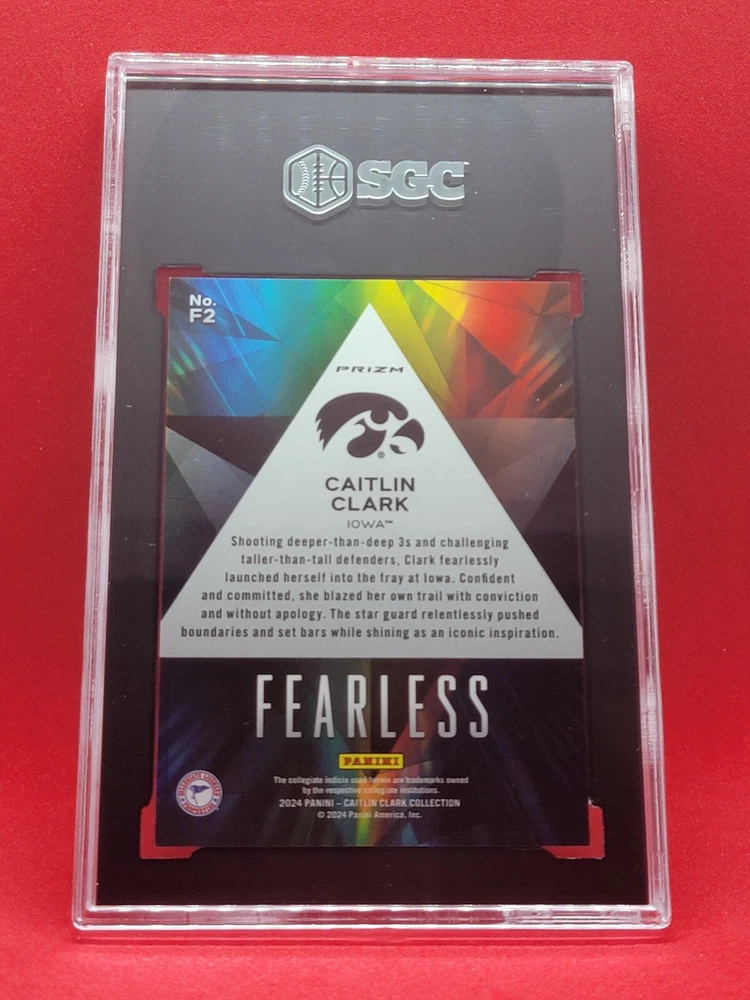 SGC
No.
F2
PRIZM
CAITLIN
CLARK
IOWA™
Shooting deeper-than-deep 3s and challenging
taller-than-tall defenders, Clark fearlessly
launched herself into the fray at Iowa. Confident
and committed, she blazed her own trail with conviction
and without apology. The star guard relentlessly pushed
boundaries and set bars while shining as an iconic inspiration.
FEARLESS
PANINI
The collegiate indicia used herein are trademarks owned
by the respective collegiate institutions.
2024 PANINI – CAITLIN CLARK COLLECTION
© 2024 Panini America, Inc.